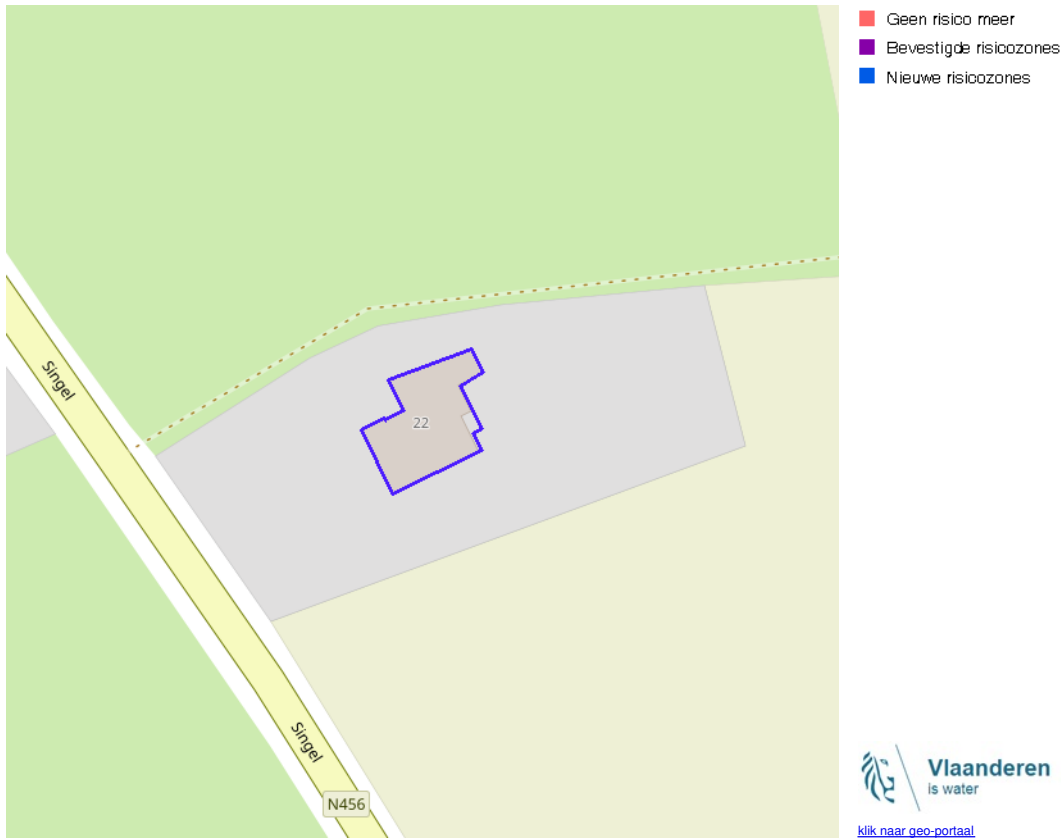 Geen risico meer
Bevestigde risicozones
Nieuwe risicozones
Singel
22
Singel
N456
Vlaanderen
is water
klik naar geo-portaal